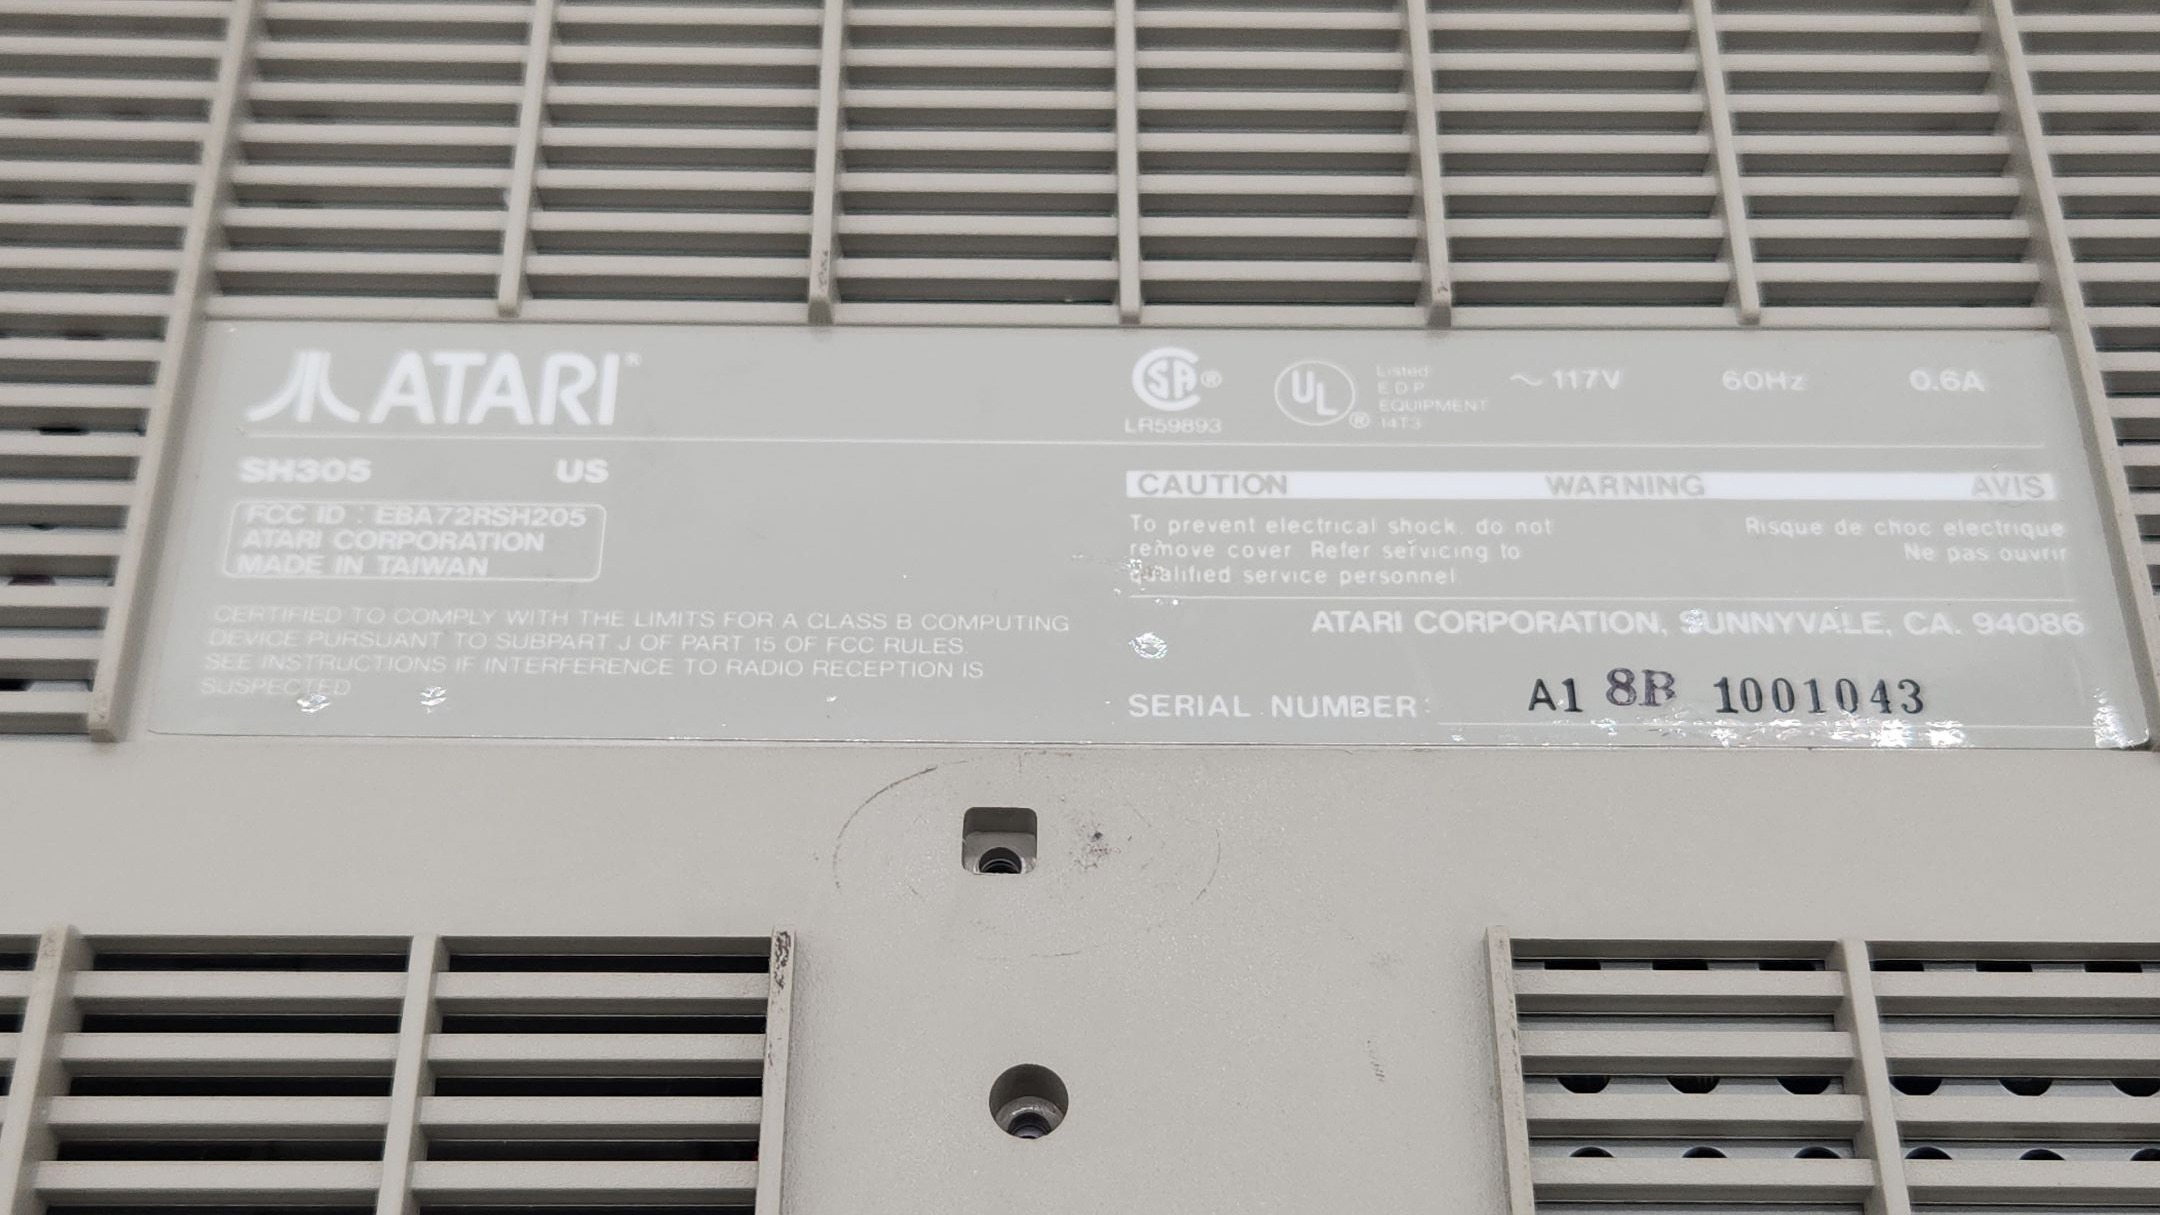 ATARI®
CSA®
LR59893
UL®
Listed
E.D.P.
EQUIPMENT
14T3
~ 117V 60Hz 0.6A
SH305 US
FCC ID : EBA72RSH205
ATARI CORPORATION
MADE IN TAIWAN
CERTIFIED TO COMPLY WITH THE LIMITS FOR A CLASS B COMPUTING
DEVICE PURSUANT TO SUBPART J OF PART 15 OF FCC RULES
SEE INSTRUCTIONS IF INTERFERENCE TO RADIO RECEPTION IS
SUSPECTED
CAUTION WARNING AVIS
To prevent electrical shock. do not
remove cover Refer servicing to
qualified service personnel.
Risque de choc electrique
Ne pas ouvrir
ATARI CORPORATION, SUNNYVALE, CA. 94086
SERIAL NUMBER: A1 8B 1001043